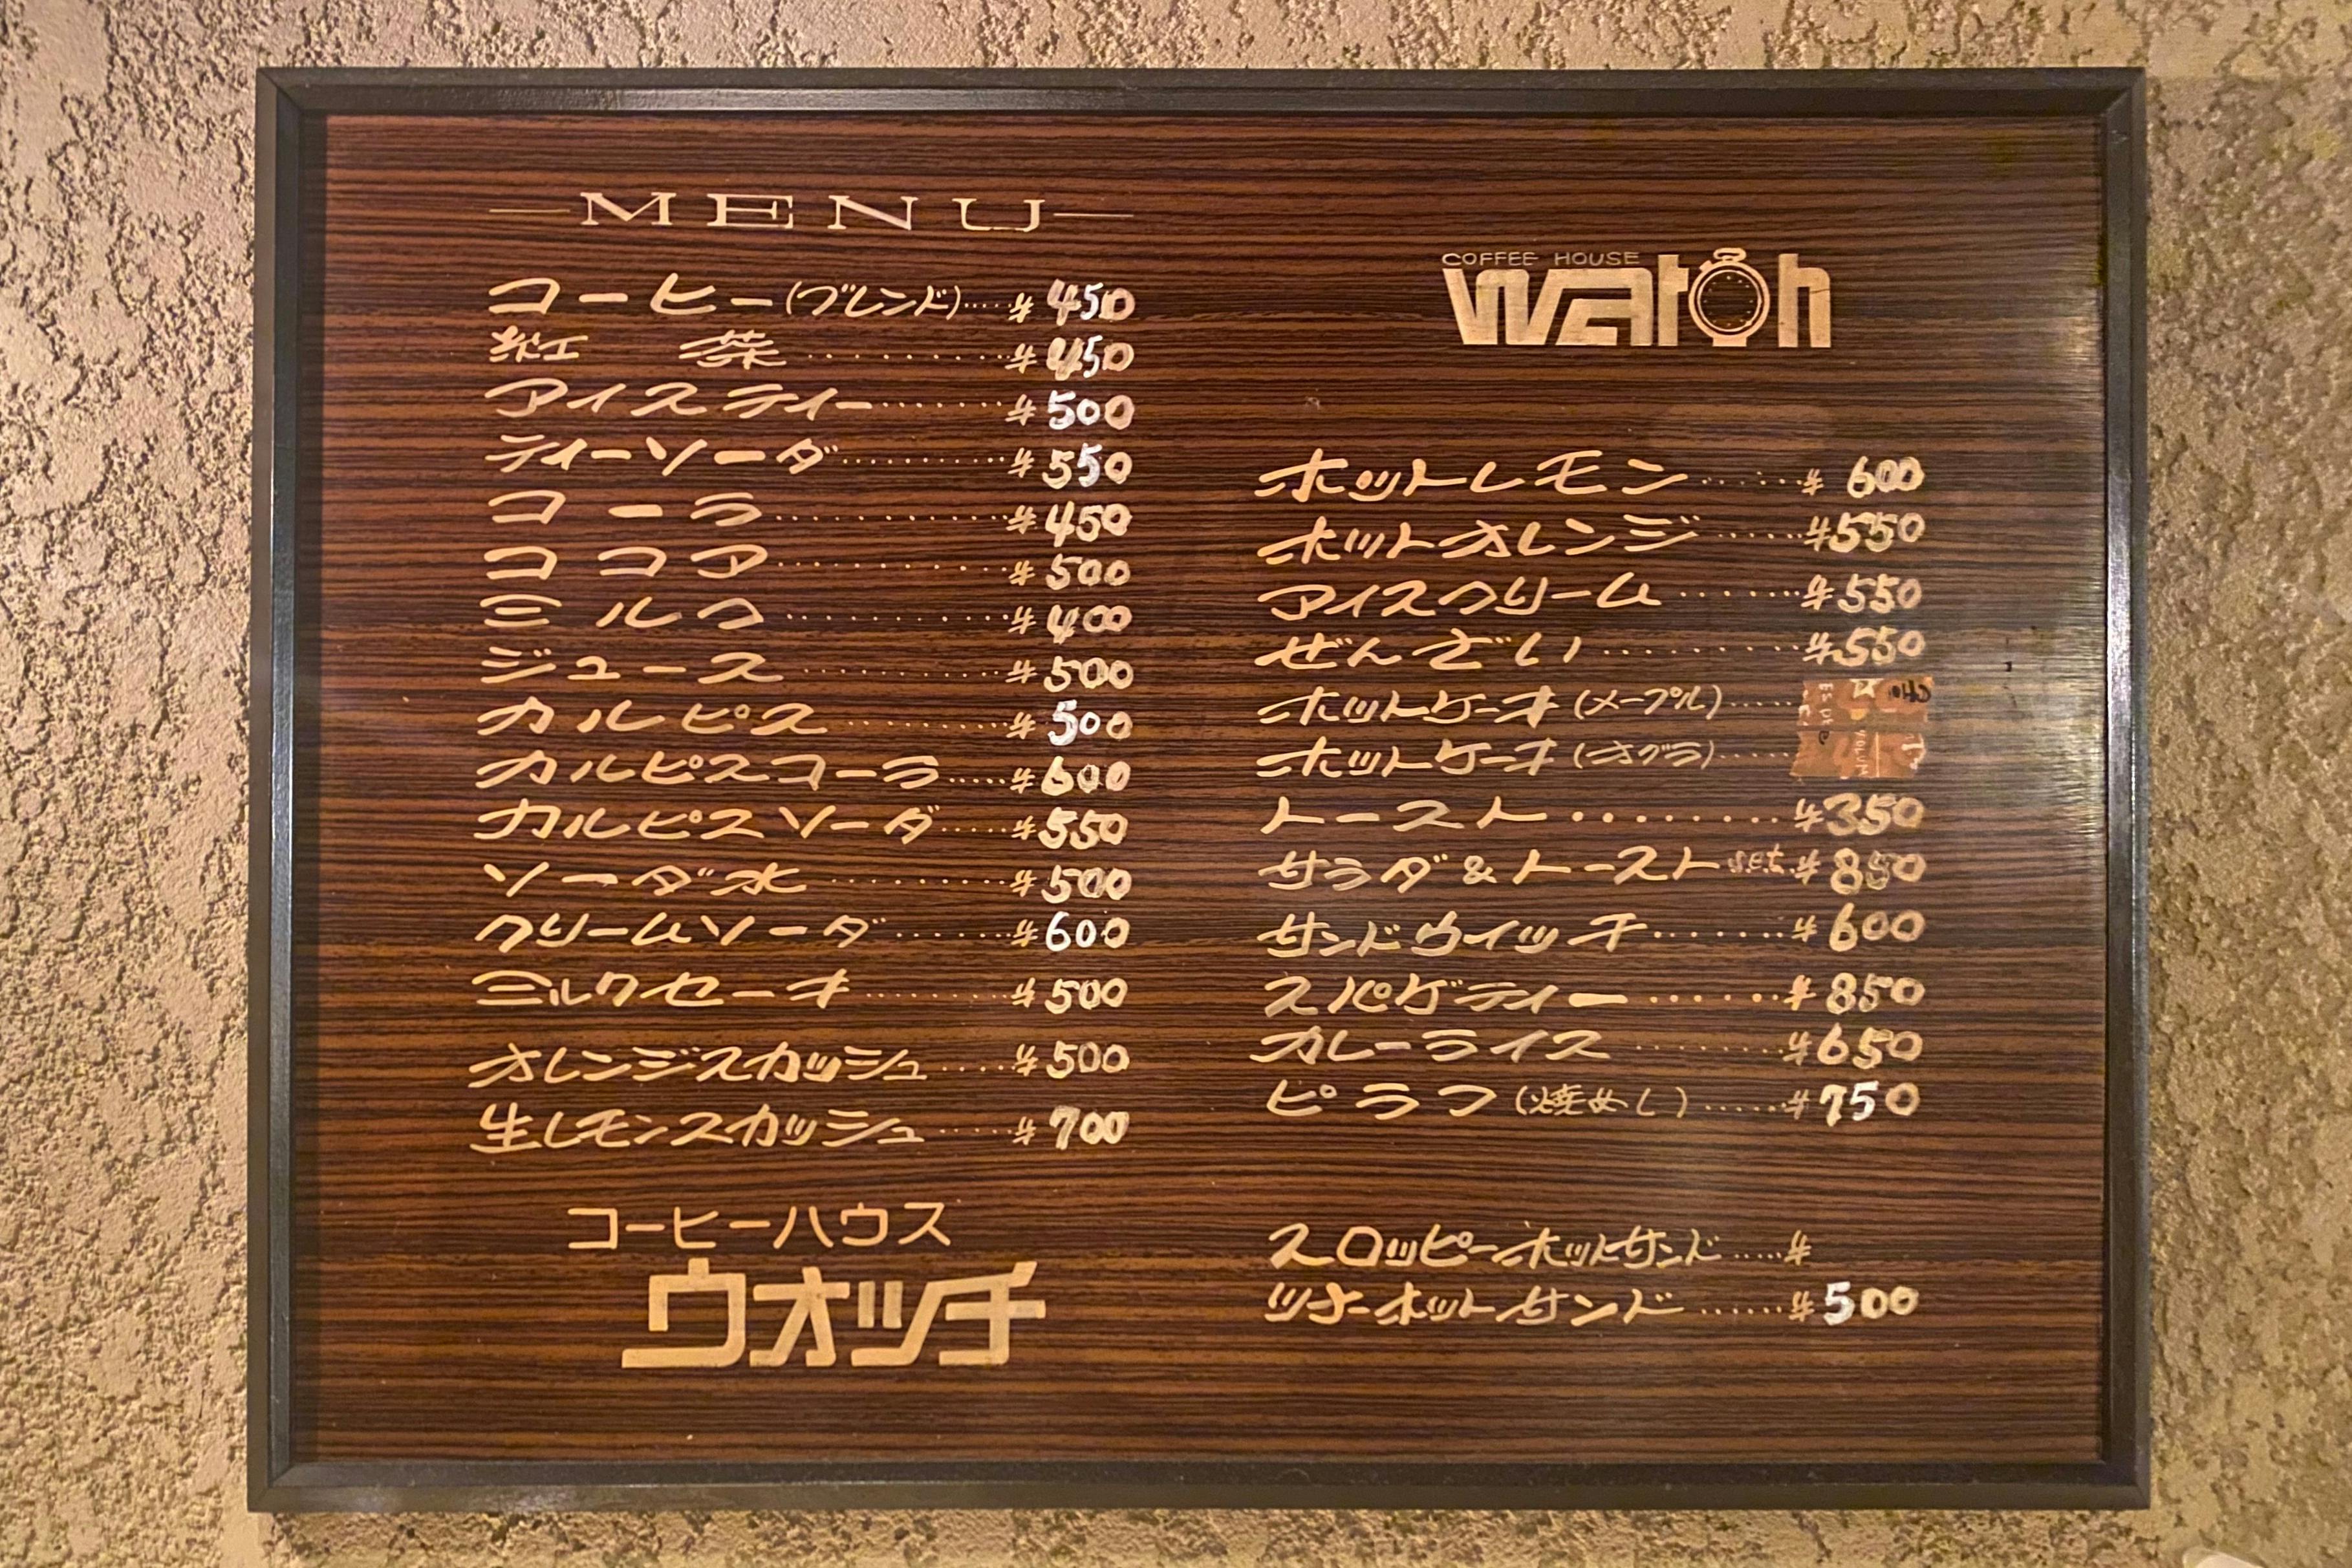 MENU
コーヒー(ブレンド)‥‥¥450
紅茶‥‥‥‥¥450
アイスティー‥‥‥¥500
ティーソーダ‥‥‥¥550
コーラ‥‥‥‥¥450
ココア‥‥‥‥¥500
ミルク‥‥‥‥¥400
ジュース‥‥‥‥¥500
カルピス‥‥‥‥¥500
カルピスコーラ‥‥¥600
カルピスソーダ‥‥¥550
ソーダ水‥‥‥‥¥500
クリームソーダ‥‥‥¥600
ミルクセーキ‥‥‥¥500
オレンジスカッシュ‥‥¥500
生レモンスカッシュ‥‥¥700
コーヒーハウス
ウオッチ
COFFEE HOUSE
watch
ホットレモン‥‥¥600
ホットオレンジ‥‥¥550
アイスクリーム‥‥¥550
ぜんざい‥‥‥‥¥550
ホットケーキ(メープル)‥‥
ホットケーキ(オグラ)‥‥
トースト‥‥‥‥¥350
サラダ&トーストset.¥850
サンドウイッチ‥‥‥¥600
スパゲティー‥‥‥¥850
カレーライス‥‥‥¥650
ピラフ(焼めし)‥‥¥750
スロッピーホットサンド‥‥¥
ツナーホットサンド‥‥¥500